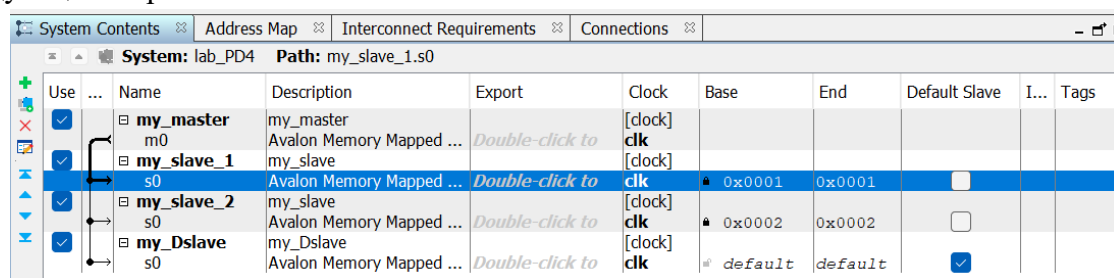 System Contents Address Map Interconnect Requirements Connections
System: lab_PD4 Path: my_slave_1.s0
Use ... Name Description Export Clock Base End Default Slave I... Tags
my_master my_master [clock]
m0 Avalon Memory Mapped ... Double-click to clk
my_slave_1 my_slave [clock]
s0 Avalon Memory Mapped ... Double-click to clk 0x0001 0x0001
my_slave_2 my_slave [clock]
s0 Avalon Memory Mapped ... Double-click to clk 0x0002 0x0002
my_Dslave my_Dslave [clock]
s0 Avalon Memory Mapped ... Double-click to clk default default